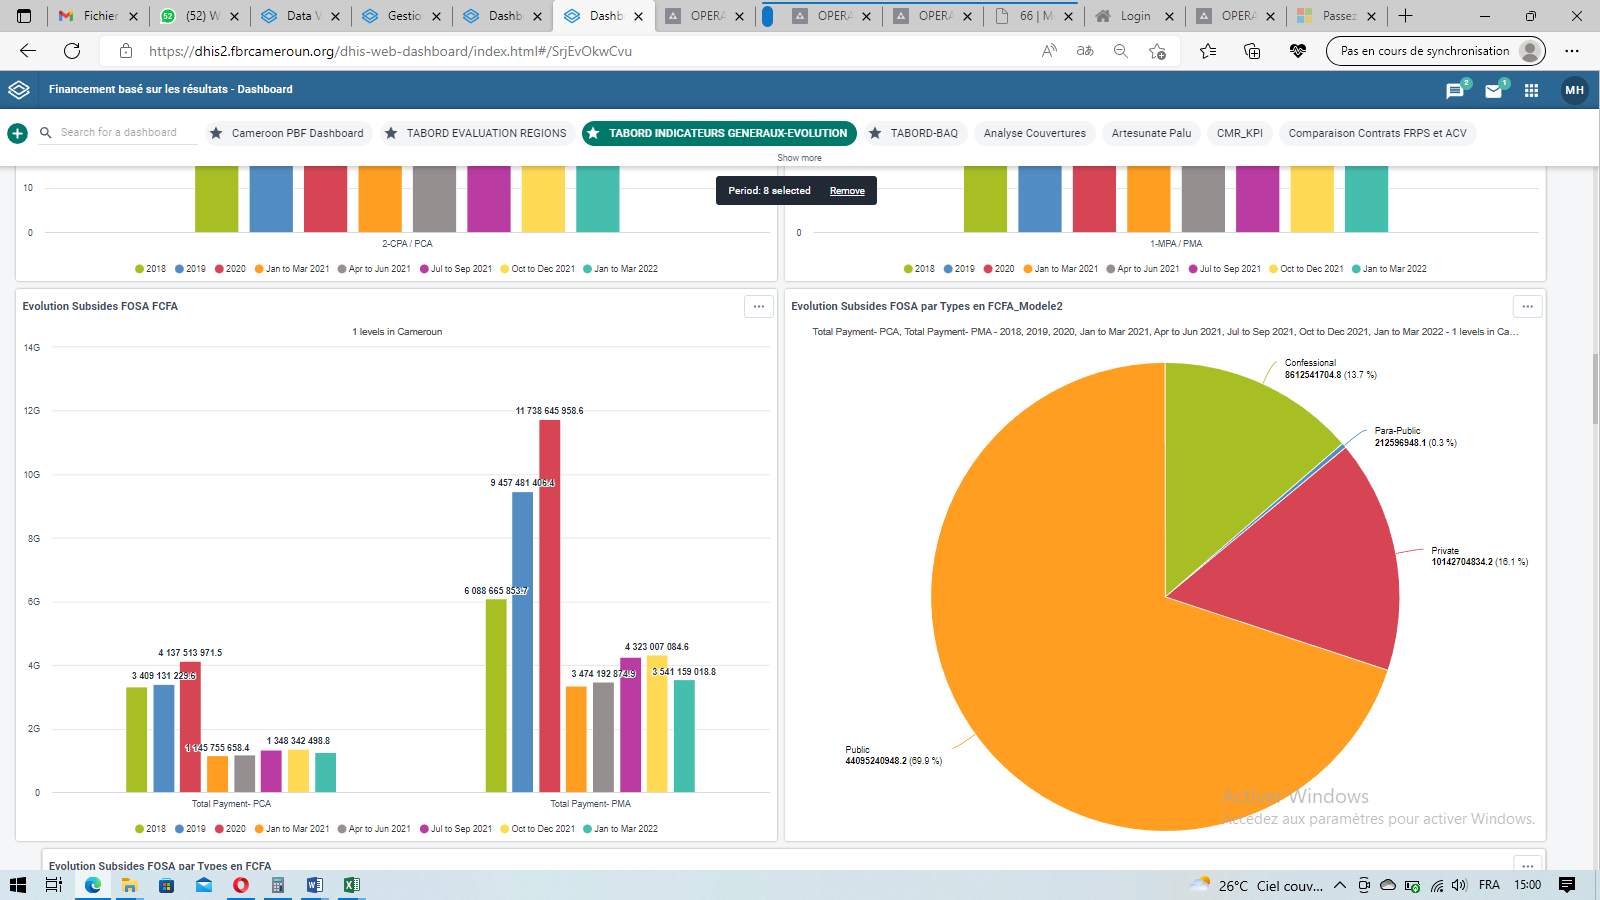 Fichier
52
(52) W
Data V
Gestio
Dashb
Dashb
OPERA
OPERA
OPERA
66 | M
Login
OPERA
Passez
https://dhis2.fbrcameroun.org/dhis-web-dashboard/index.html#/SrjEvOkwCvu
Pas en cours de synchronisation
Financement basé sur les résultats - Dashboard
2
1
MH
Search for a dashboard
Cameroon PBF Dashboard
TABORD EVALUATION REGIONS
TABORD INDICATEURS GENERAUX-EVOLUTION
TABORD-BAQ
Analyse Couvertures
Artesunate Palu
CMR_KPI
Comparaison Contrats FRPS et ACV
Show more
Period: 8 selected Remove
10
0
2-CPA / PCA
2018 2019 2020 Jan to Mar 2021 Apr to Jun 2021 Jul to Sep 2021 Oct to Dec 2021 Jan to Mar 2022
0
1-MPA / PMA
2018 2019 2020 Jan to Mar 2021 Apr to Jun 2021 Jul to Sep 2021 Oct to Dec 2021 Jan to Mar 2022
Evolution Subsides FOSA FCFA
1 levels in Cameroun
14G
12G
10G
8G
6G
4G
2G
0
3 409 131 229.6
4 137 513 971.5
1 145 755 658.4
1 348 342 498.8
6 088 665 853.7
9 457 481 406.4
11 738 645 958.6
3 474 192 874.9
4 323 007 084.6
3 541 159 018.8
Total Payment- PCA
Total Payment- PMA
2018 2019 2020 Jan to Mar 2021 Apr to Jun 2021 Jul to Sep 2021 Oct to Dec 2021 Jan to Mar 2022
Evolution Subsides FOSA par Types en FCFA_Modele2
Total Payment- PCA, Total Payment- PMA - 2018, 2019, 2020, Jan to Mar 2021, Apr to Jun 2021, Jul to Sep 2021, Oct to Dec 2021, Jan to Mar 2022 - 1 levels in Ca...
Confessional
8612541704.8 (13.7 %)
Para-Public
212596948.1 (0.3 %)
Private
10142704834.2 (16.1 %)
Public
44095240948.2 (69.9 %)
Activer Windows
Accédez aux paramètres pour activer Windows.
Evolution Subsides FOSA par Types en FCFA
26°C Ciel couv...
FRA
15:00